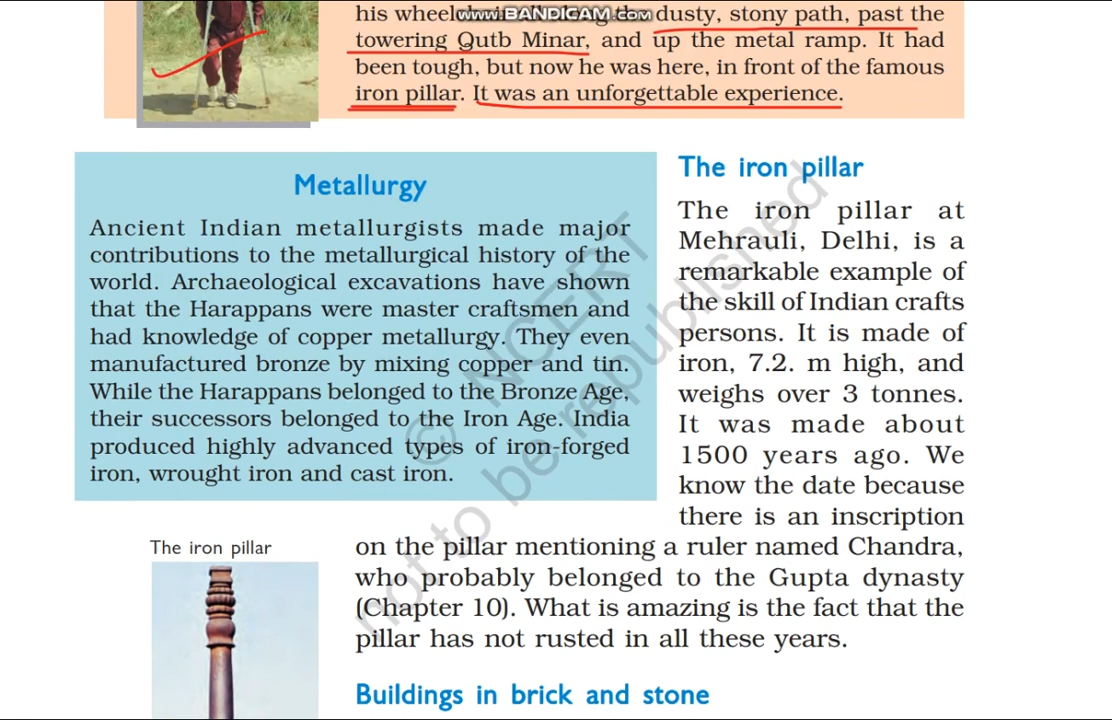 www.BANDICAM.com
his wheel dusty, stony path, past the
towering Qutb Minar, and up the metal ramp. It had
been tough, but now he was here, in front of the famous
iron pillar. It was an unforgettable experience.
Metallurgy
Ancient Indian metallurgists made major
contributions to the metallurgical history of the
world. Archaeological excavations have shown
that the Harappans were master craftsmen and
had knowledge of copper metallurgy. They even
manufactured bronze by mixing copper and tin.
While the Harappans belonged to the Bronze Age,
their successors belonged to the Iron Age. India
produced highly advanced types of iron-forged
iron, wrought iron and cast iron.
The iron pillar
The iron pillar at
Mehrauli, Delhi, is a
remarkable example of
the skill of Indian crafts
persons. It is made of
iron, 7.2. m high, and
weighs over 3 tonnes.
It was made about
1500 years ago. We
know the date because
there is an inscription
on the pillar mentioning a ruler named Chandra,
who probably belonged to the Gupta dynasty
(Chapter 10). What is amazing is the fact that the
pillar has not rusted in all these years.
The iron pillar
Buildings in brick and stone
© NCERT
not to be republished